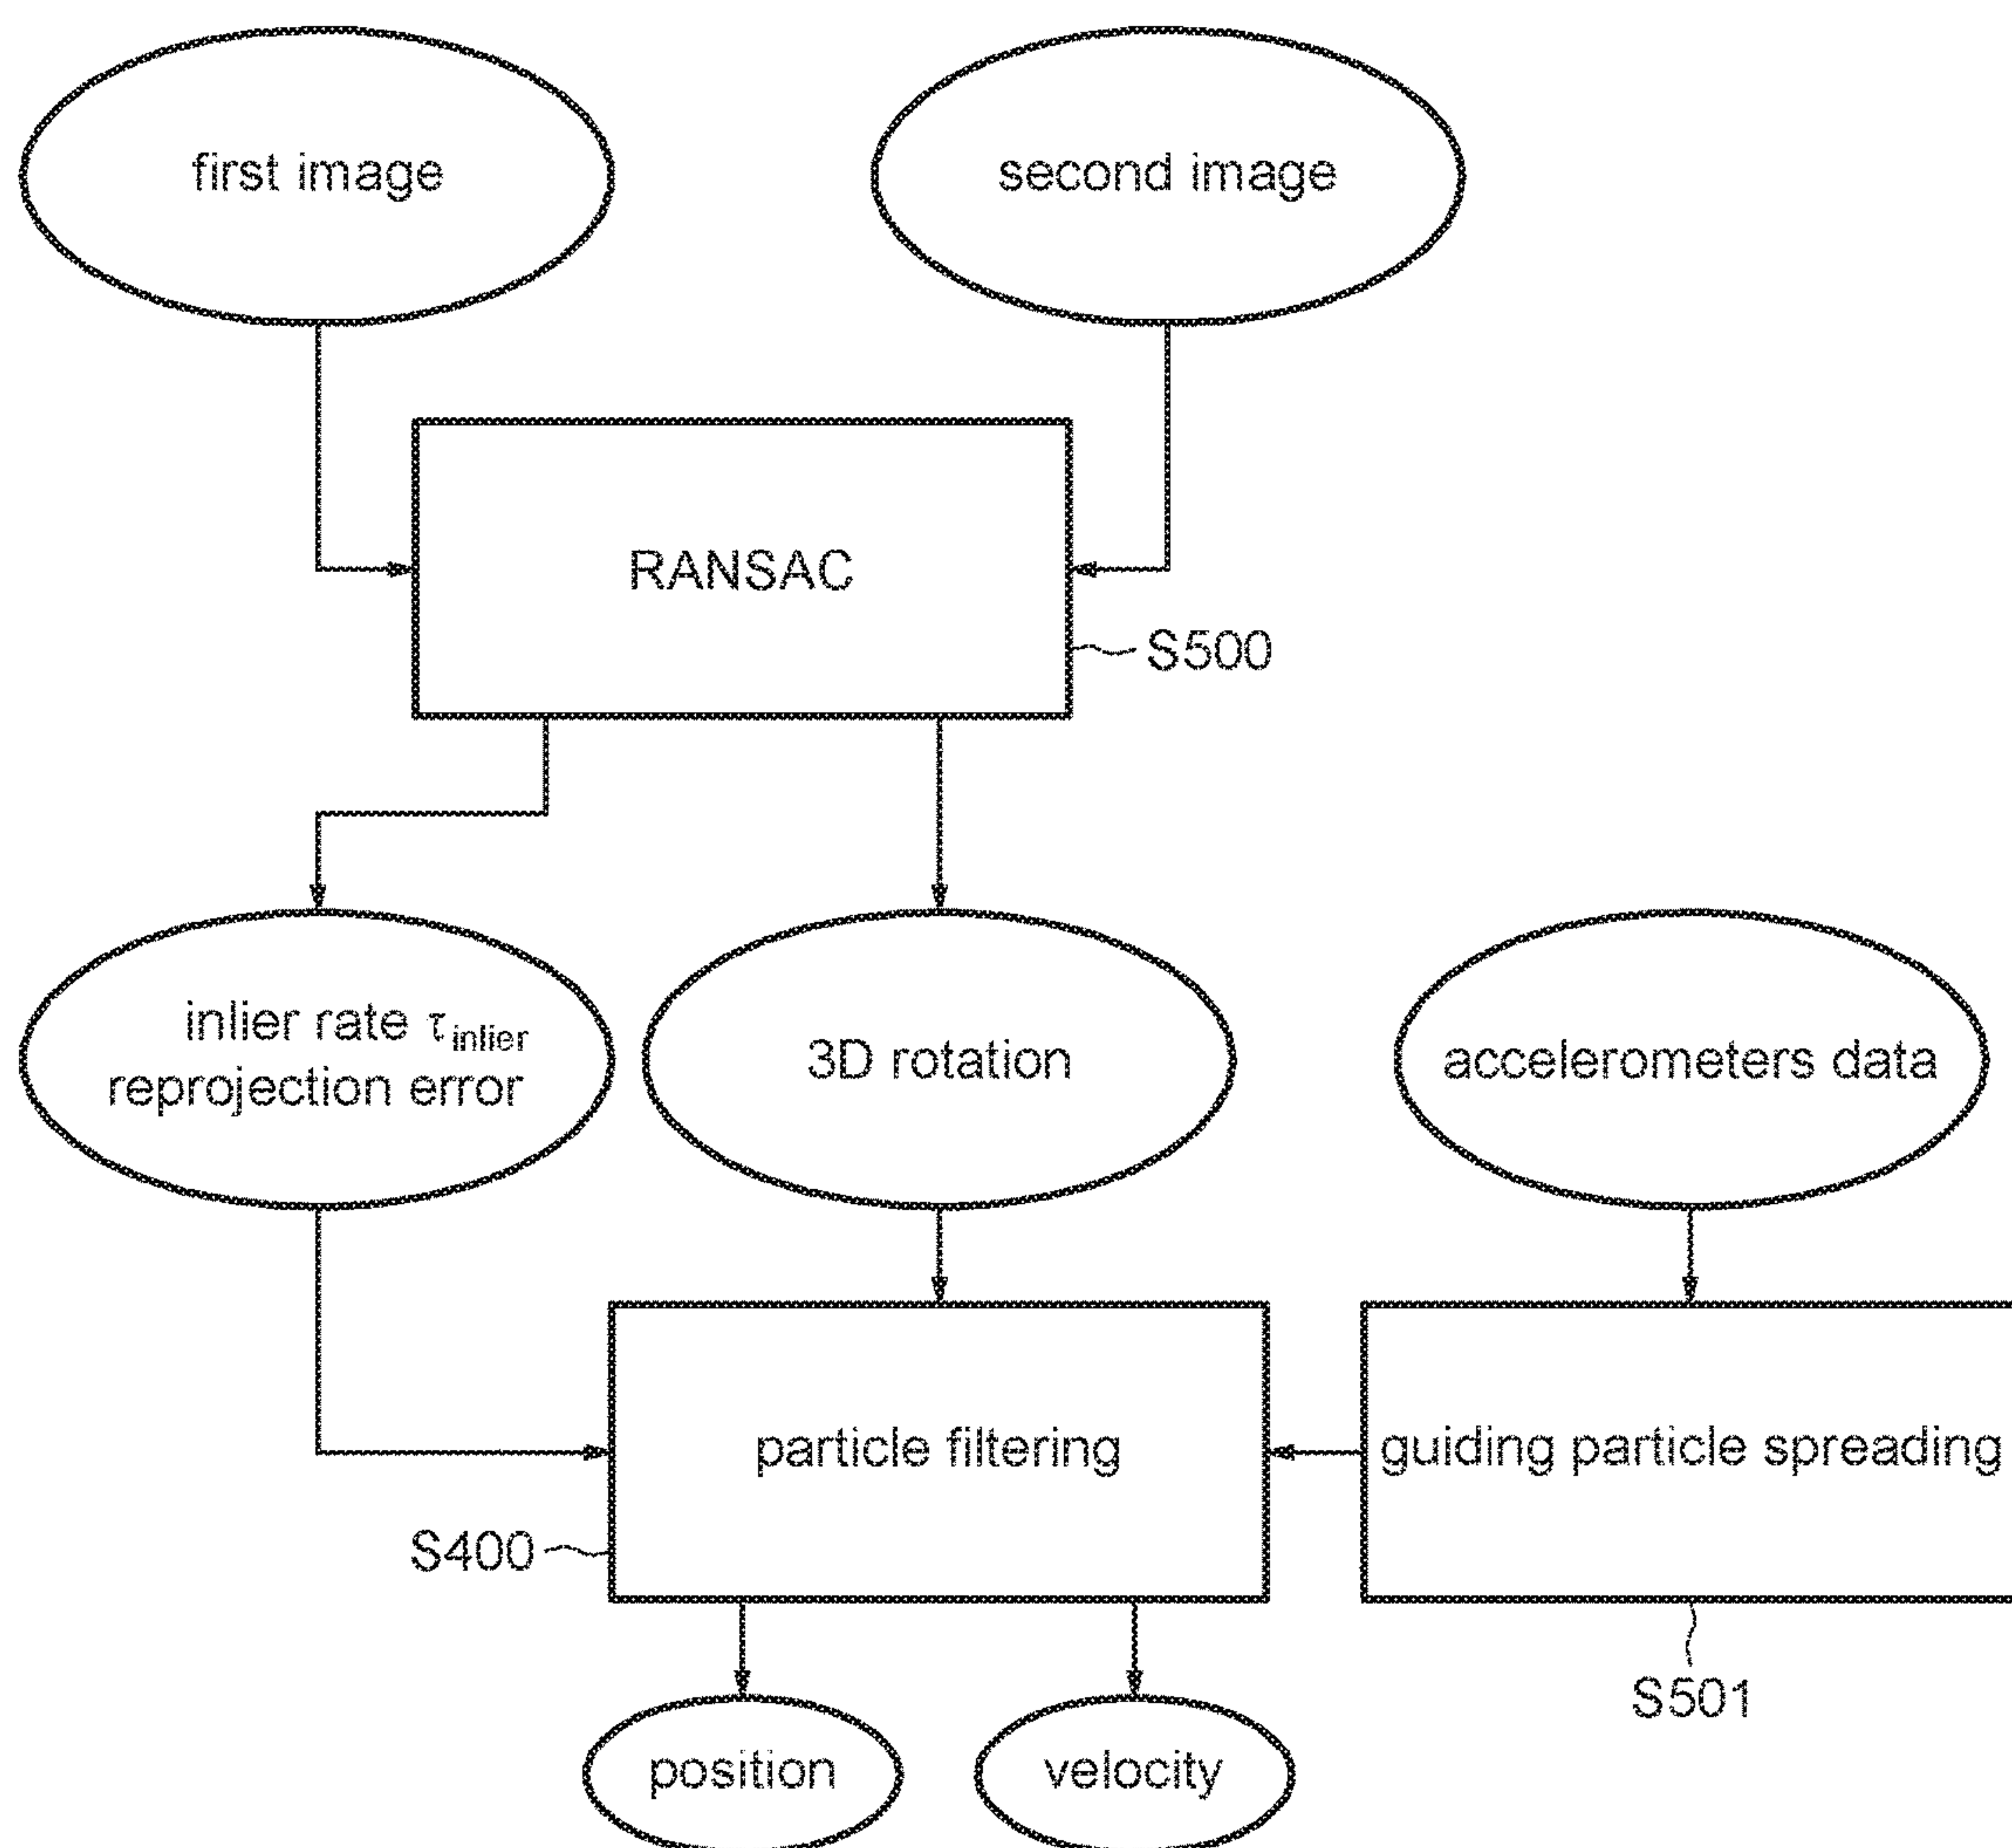 first image
second image
RANSAC
S500
inlier rate τinlier
reprojection error
3D rotation
accelerometers data
particle filtering
guiding particle spreading
S400
S501
position
velocity